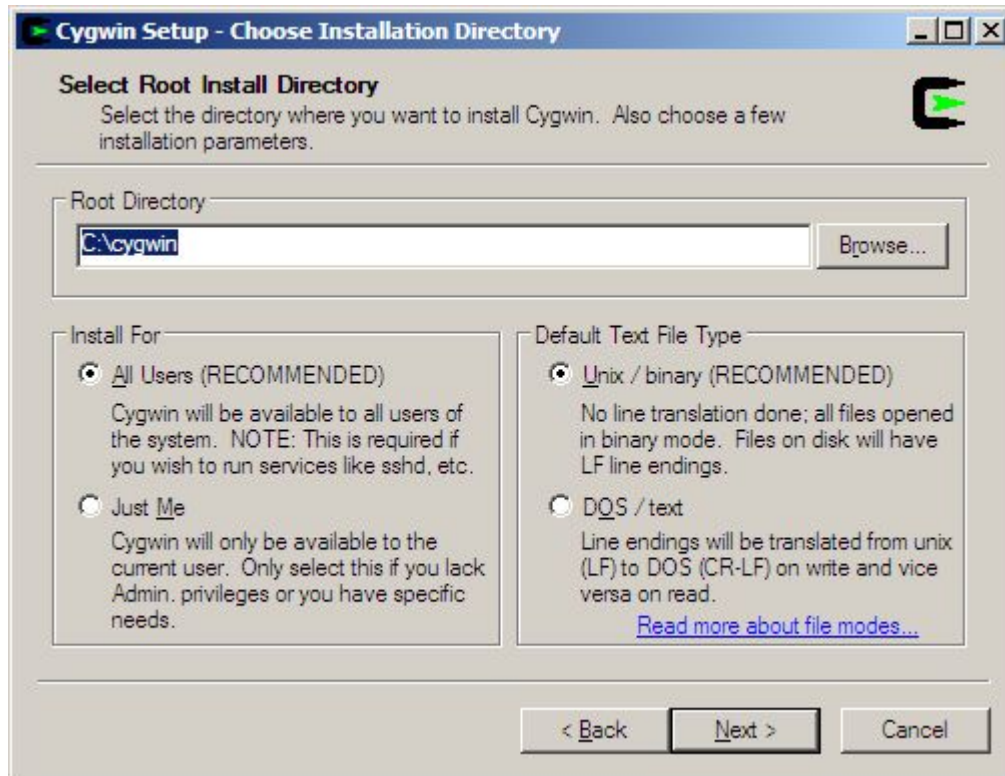 Cygwin Setup - Choose Installation Directory
Select Root Install Directory
Select the directory where you want to install Cygwin. Also choose a few
installation parameters.
Root Directory
C:\cygwin
Browse...
Install For
All Users (RECOMMENDED)
Cygwin will be available to all users of
the system. NOTE: This is required if
you wish to run services like sshd, etc.
Just Me
Cygwin will only be available to the
current user. Only select this if you lack
Admin. privileges or you have specific
needs.
Default Text File Type
Unix / binary (RECOMMENDED)
No line translation done; all files opened
in binary mode. Files on disk will have
LF line endings.
DOS / text
Line endings will be translated from unix
(LF) to DOS (CR-LF) on write and vice
versa on read.
Read more about file modes...
< Back
Next >
Cancel